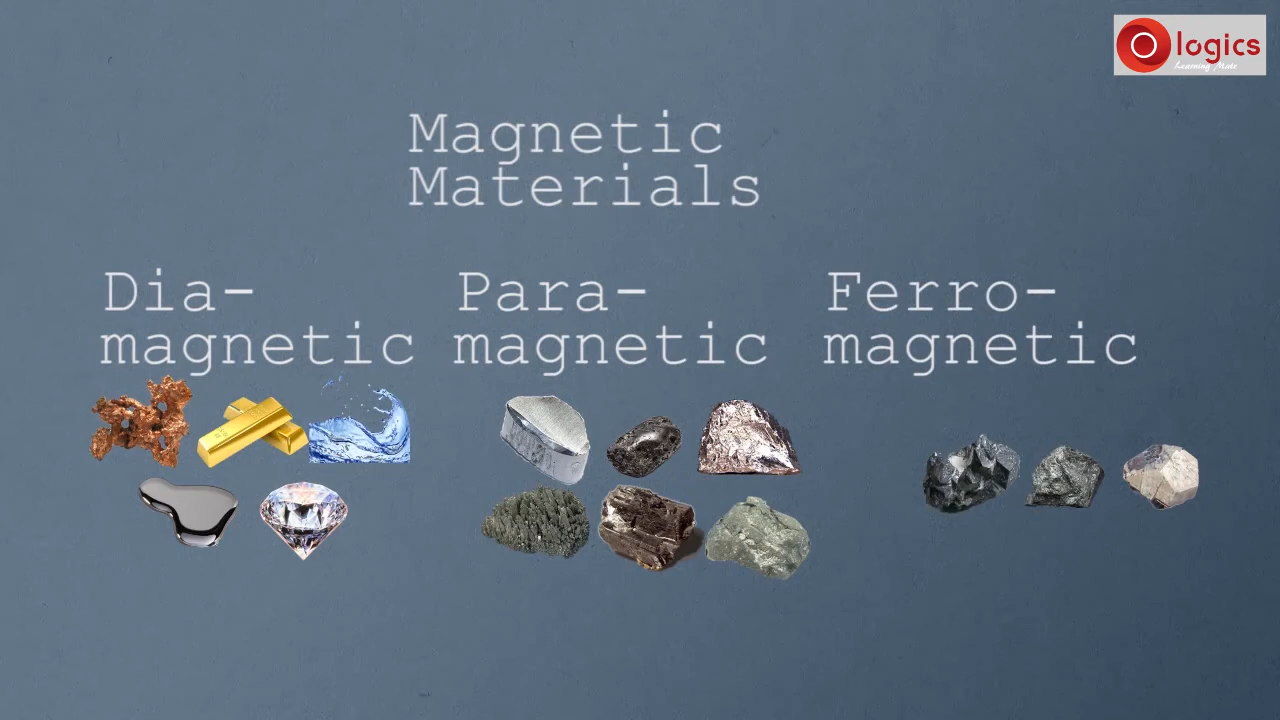 logics
Learning Mate
Magnetic
Materials
Dia-
magnetic
Para-
magnetic
Ferro-
magnetic